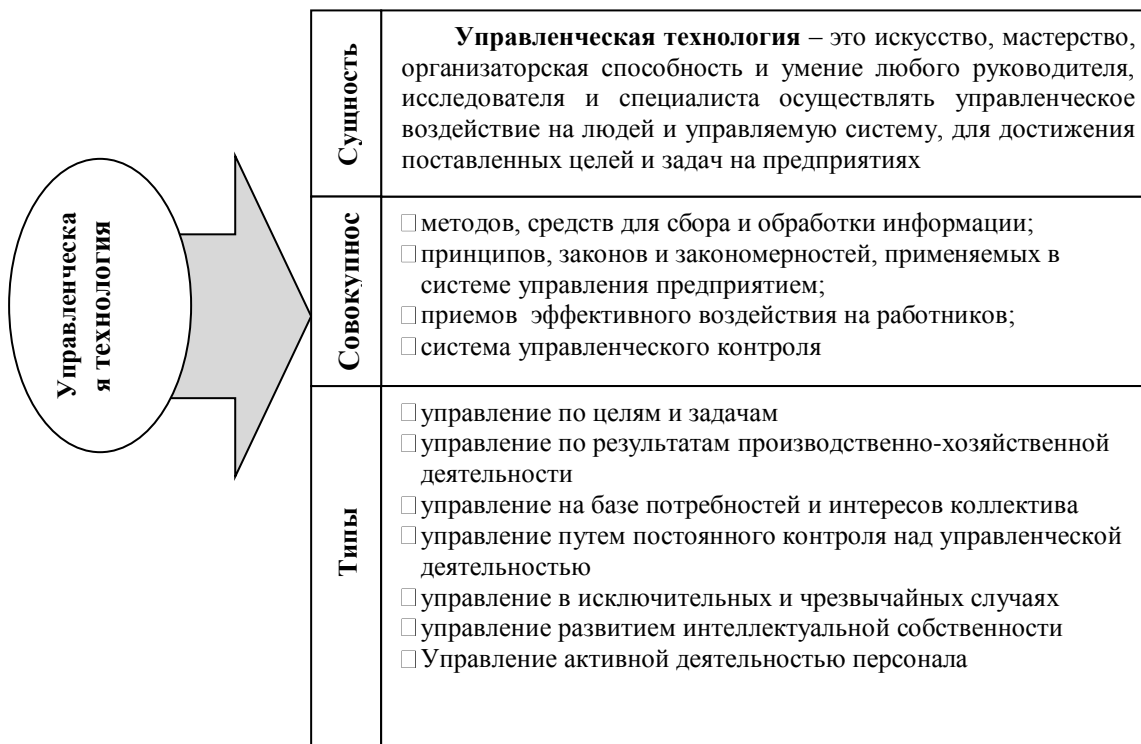 Управленческа
я технология
Сущность
Управленческая технология – это искусство, мастерство,
организаторская способность и умение любого руководителя,
исследователя и специалиста осуществлять управленческое
воздействие на людей и управляемую систему, для достижения
поставленных целей и задач на предприятиях
Совокупнос
□ методов, средств для сбора и обработки информации;
□ принципов, законов и закономерностей, применяемых в
системе управления предприятием;
□ приемов эффективного воздействия на работников;
□ система управленческого контроля
Типы
□ управление по целям и задачам
□ управление по результатам производственно-хозяйственной
деятельности
□ управление на базе потребностей и интересов коллектива
□ управление путем постоянного контроля над управленческой
деятельностью
□ управление в исключительных и чрезвычайных случаях
□ управление развитием интеллектуальной собственности
□ Управление активной деятельностью персонала